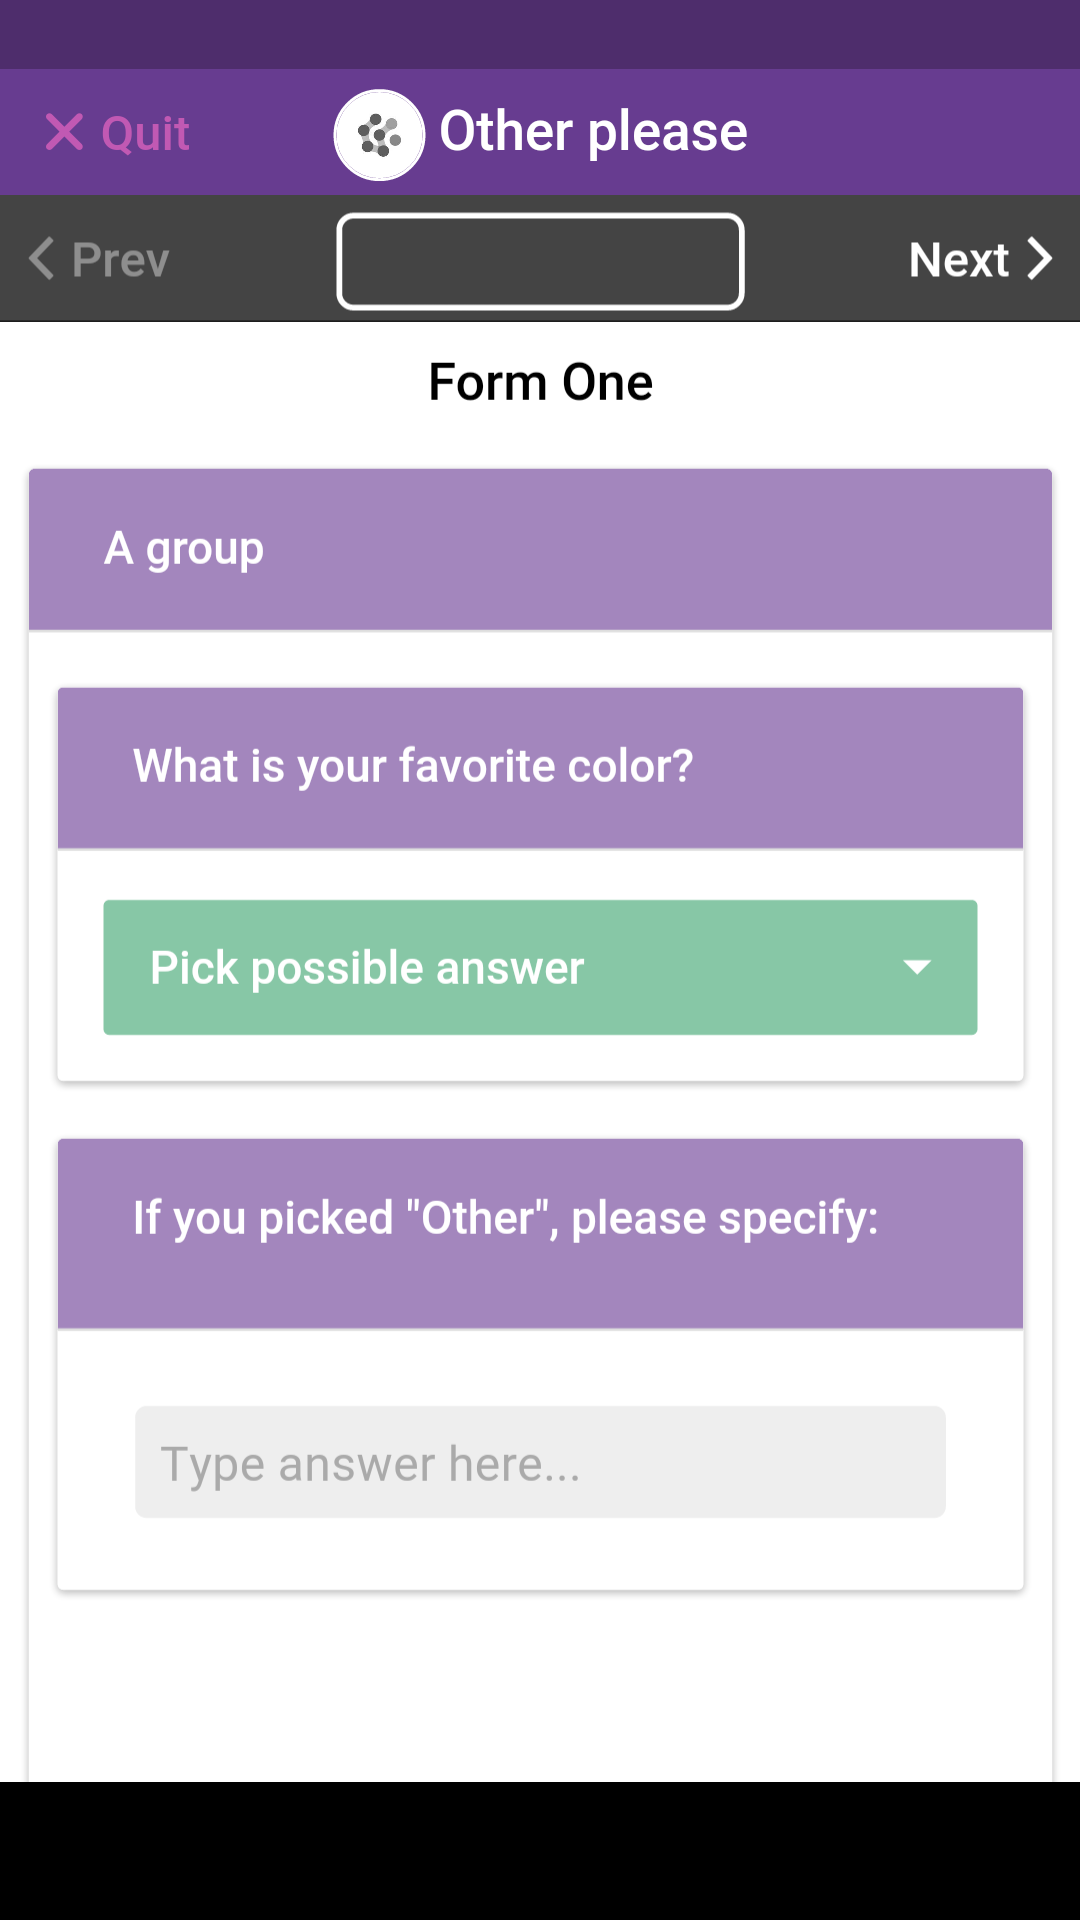 Quit
Other please
Prev
Next
Form One
A group
What is your favorite color?
Pick possible answer
If you picked "Other", please specify:
Type answer here...